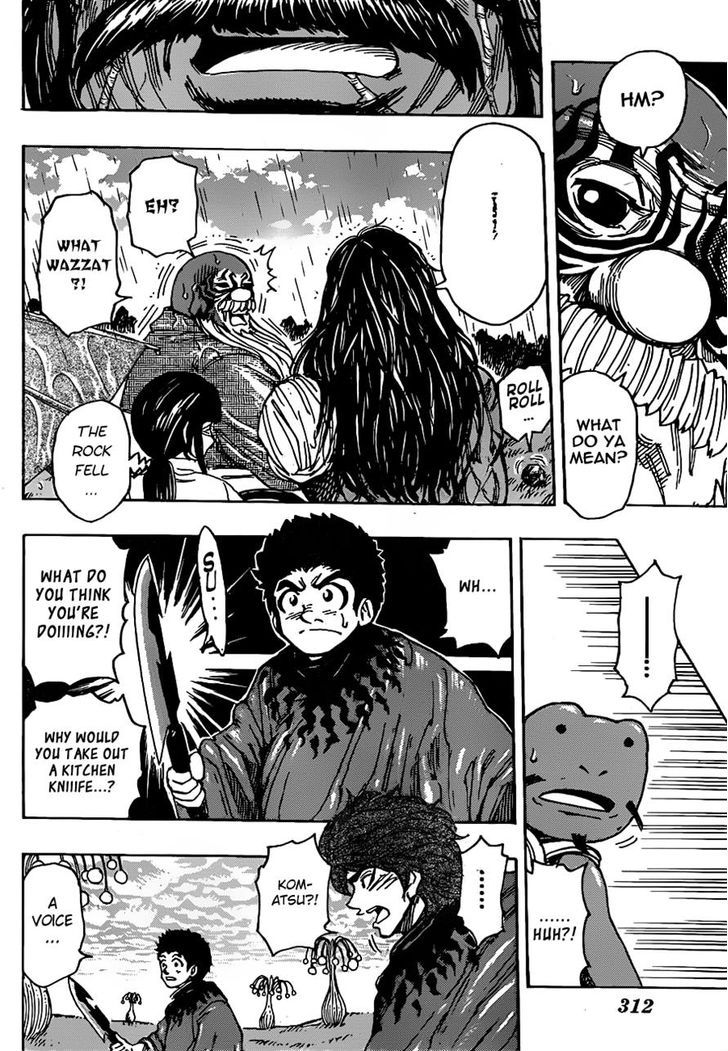 HM?
WHAT
DO YA
MEAN?
......
EH?
WHAT
WAZZAT
?!
ROLL
ROLL
...
THE
ROCK
FELL
...
......
......
HUH?!
WH...
SU...
WHAT DO
YOU THINK
YOU'RE
DOIIIING?!
WHY WOULD
YOU TAKE OUT
A KITCHEN
KNIIIFE...?
......
KOM-
ATSU?!
A
VOICE
...
312